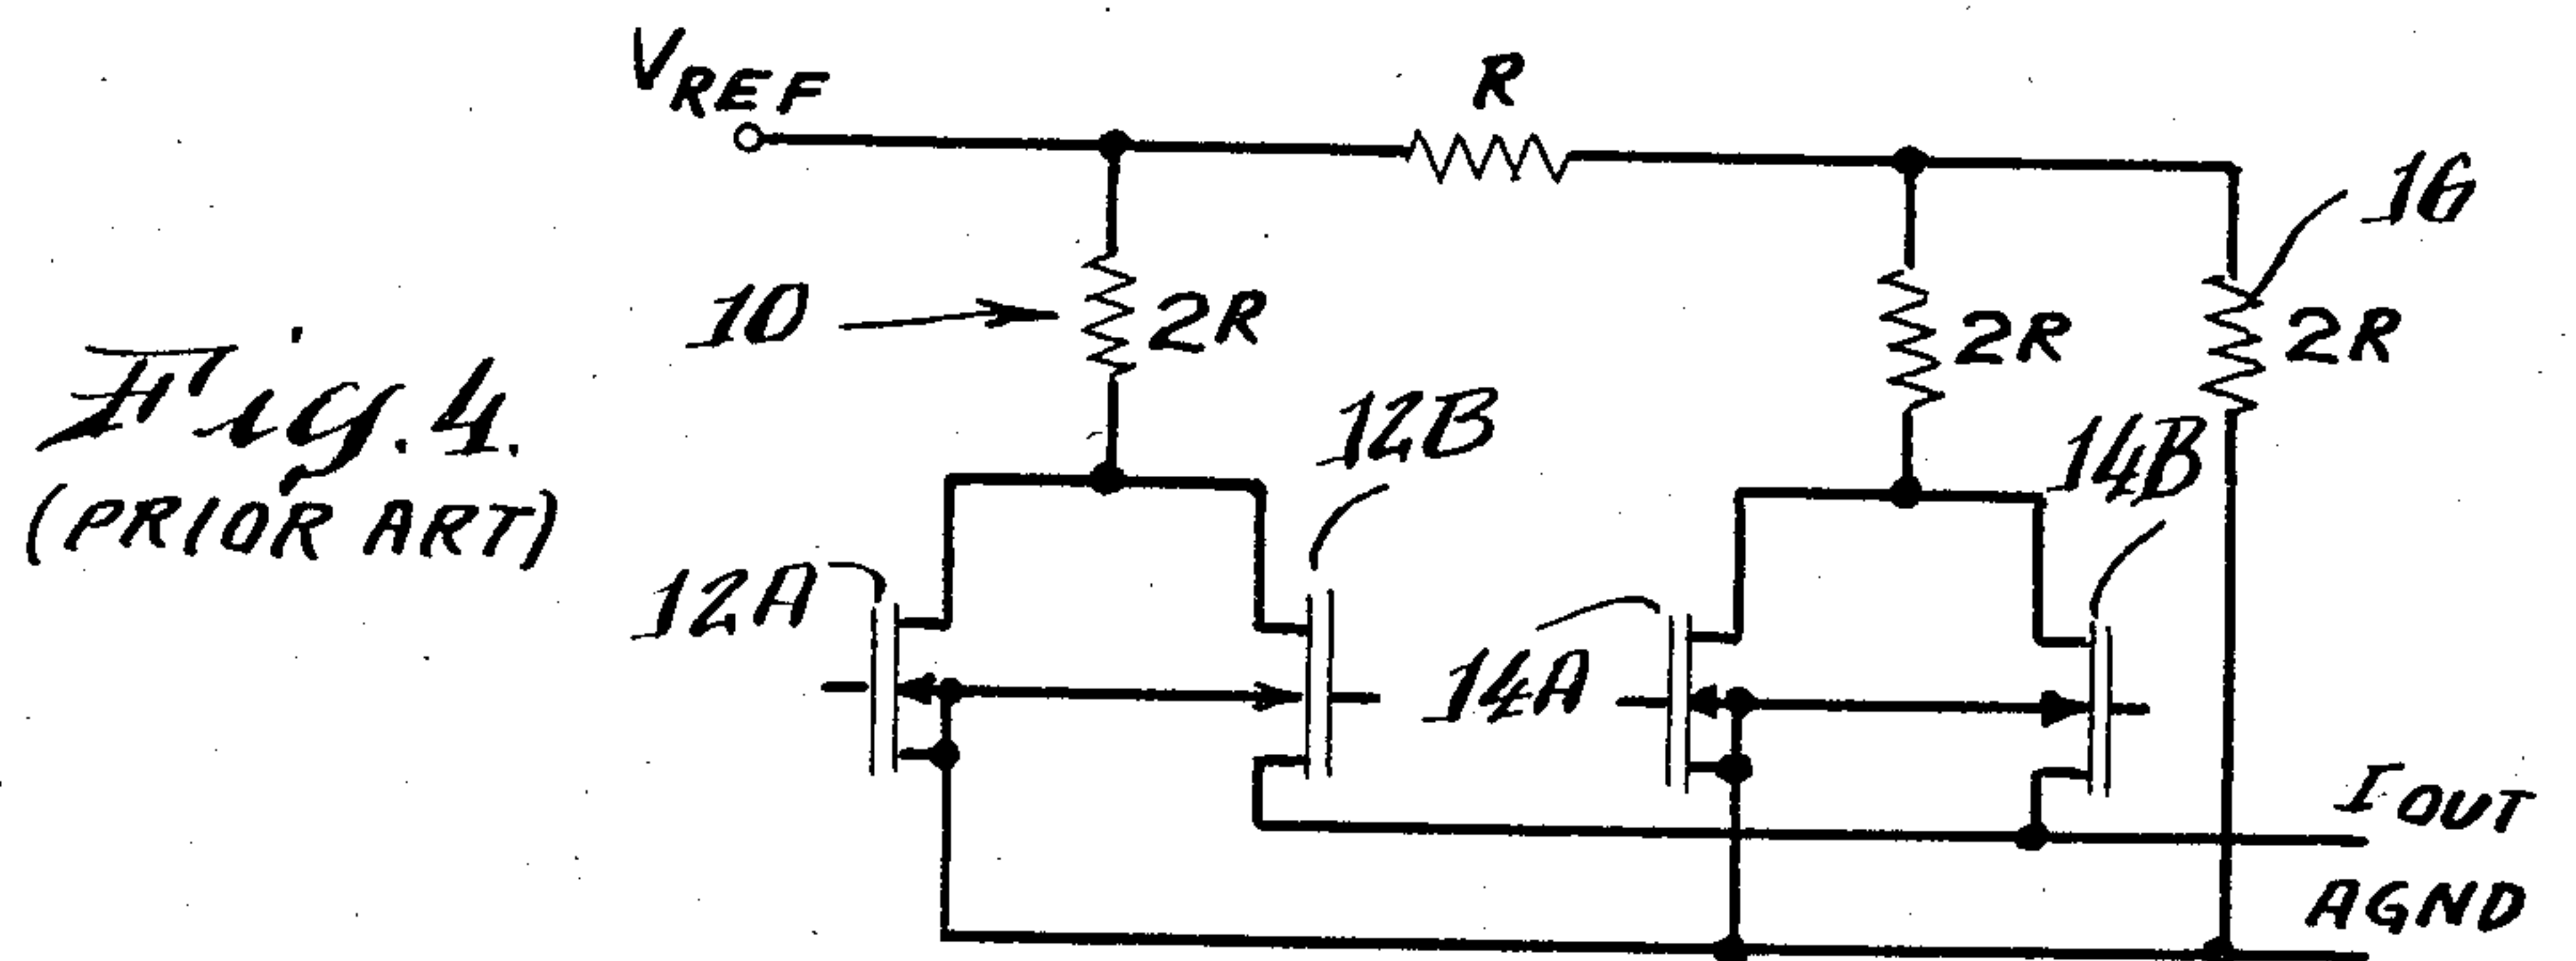 VREF
R
16
10
2R
2R
2R
Fig. 4.
(PRIOR ART)
12B
14B
12A
14A
IOUT
AGND